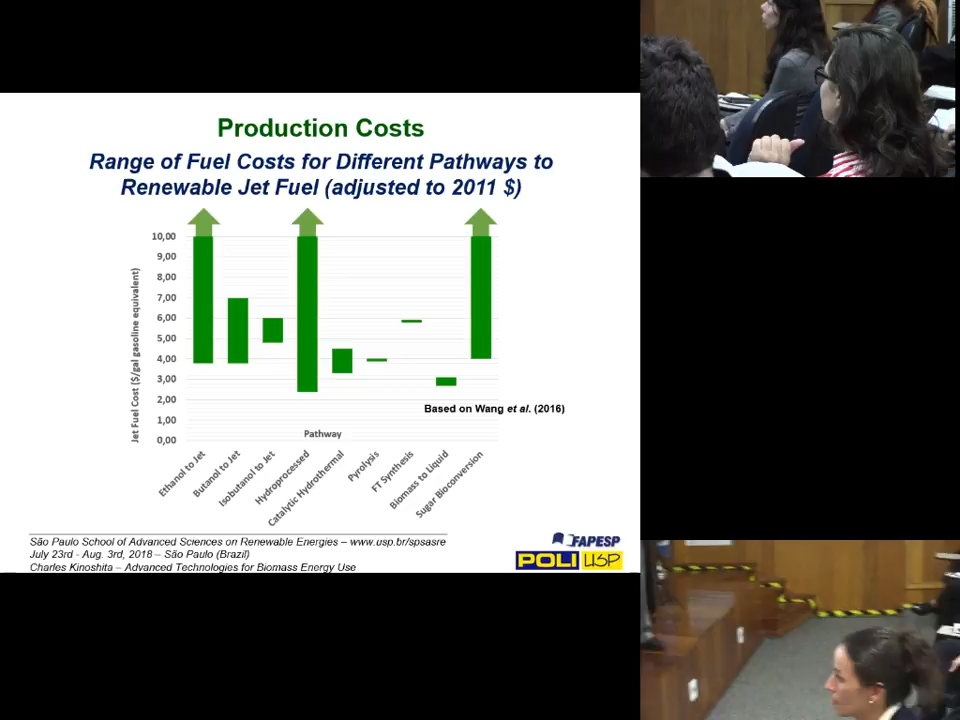 Production Costs
Range of Fuel Costs for Different Pathways to
Renewable Jet Fuel (adjusted to 2011 $)
10,00
9,00
8,00
7,00
6,00
5,00
4,00
3,00
2,00
1,00
0,00
Jet Fuel Cost ($/gal gasoline equivalent)
Based on Wang et al. (2016)
Pathway
Ethanol to Jet
Butanol to Jet
Isobutanol to Jet
Hydroprocessed
Catalytic Hydrothermal
Pyrolysis
FT Synthesis
Biomass to Liquid
Sugar Bioconversion
São Paulo School of Advanced Sciences on Renewable Energies – www.usp.br/spsasre
July 23rd - Aug. 3rd, 2018 – São Paulo (Brazil)
Charles Kinoshita – Advanced Technologies for Biomass Energy Use
FAPESP
POLI USP